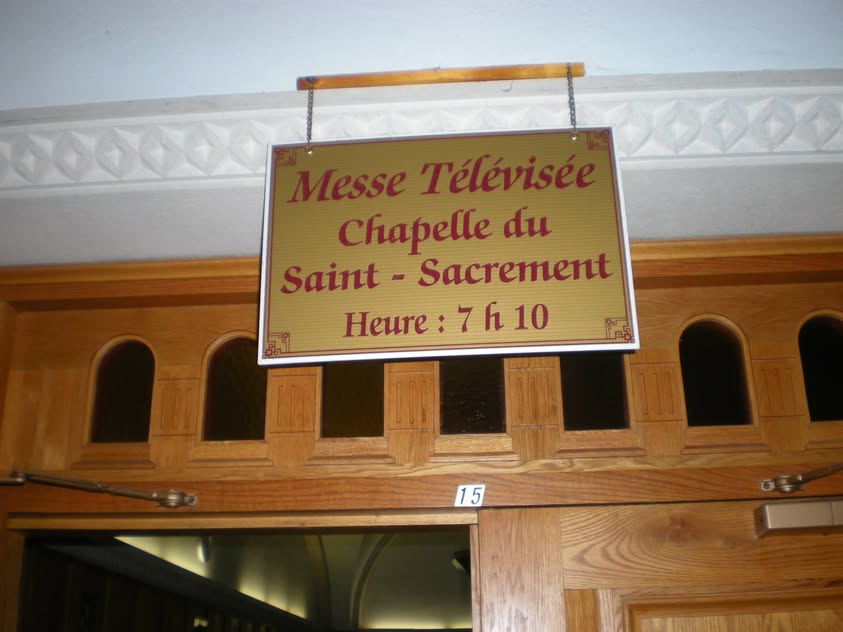 Messe Télévisée
Chapelle du
Saint - Sacrement
Heure : 7 h 10
15